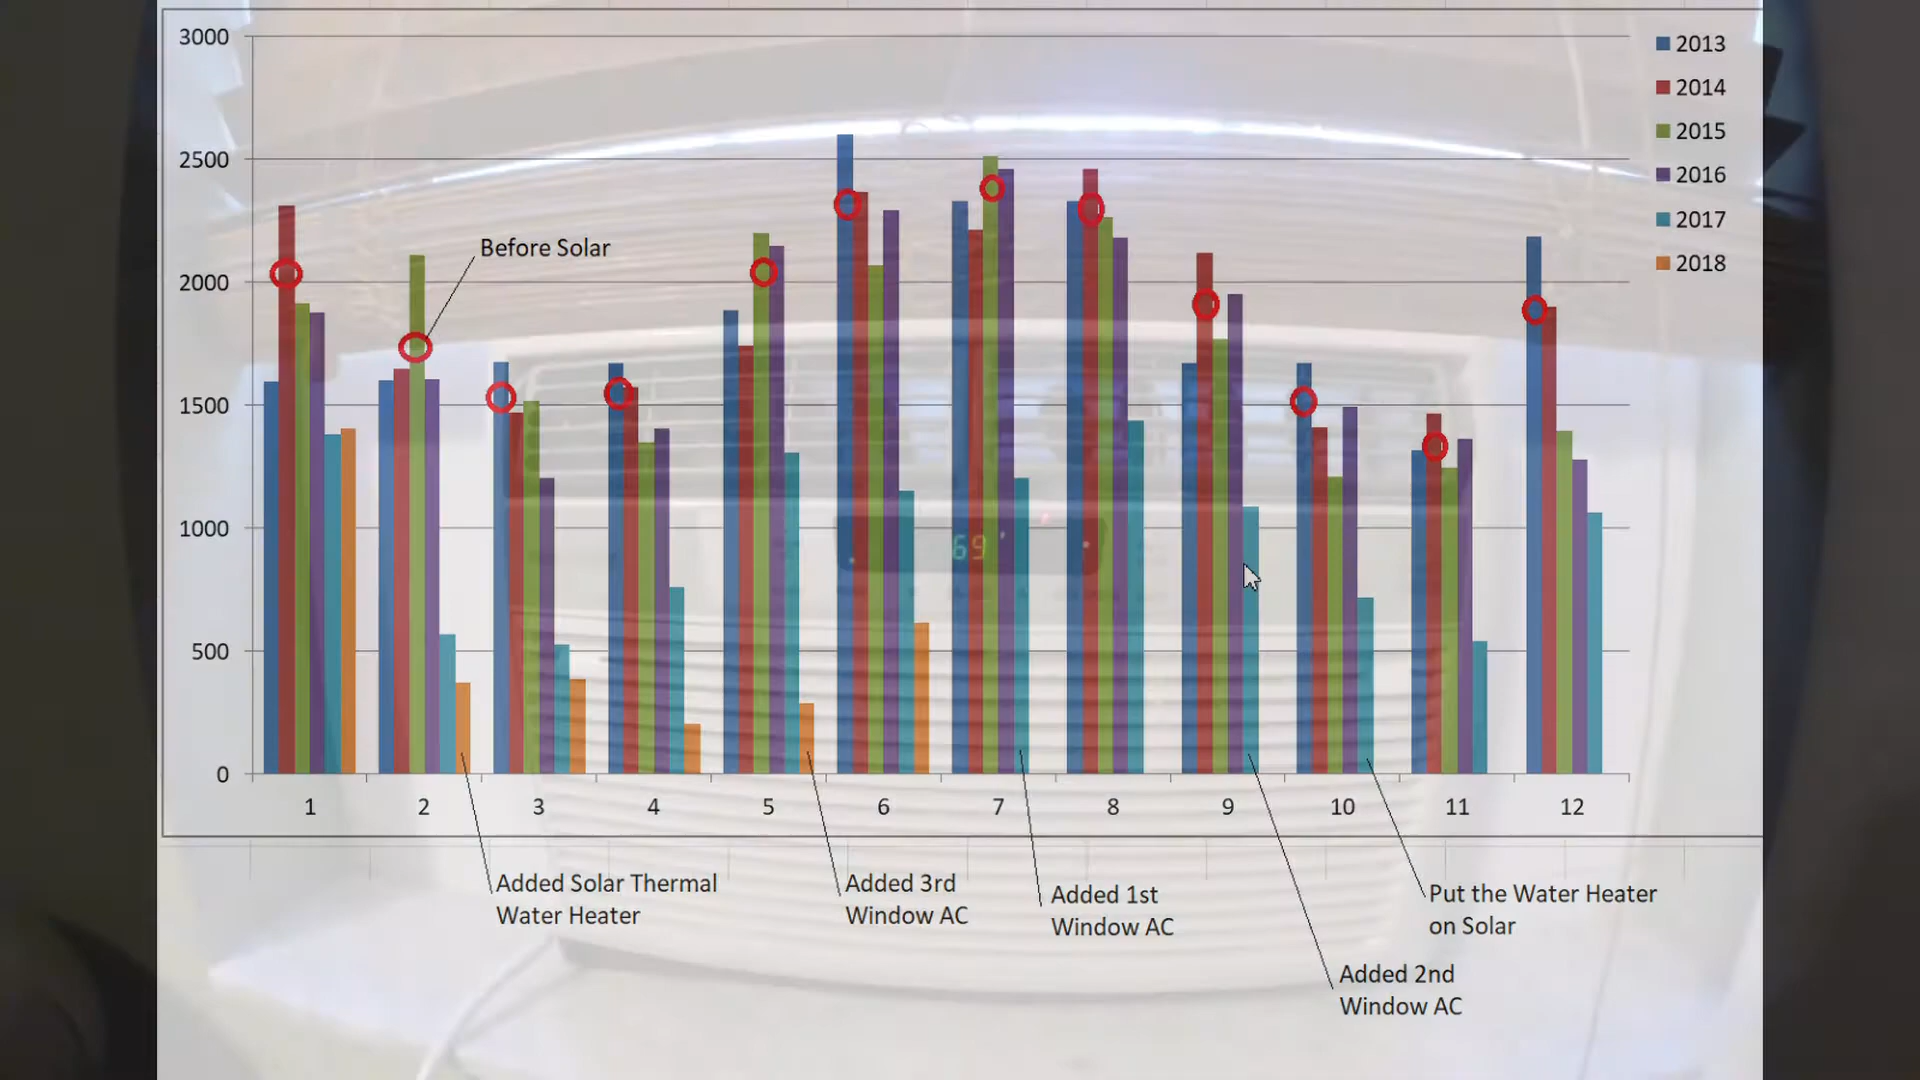 3000
2500
2000
1500
1000
500
0
2013
2014
2015
2016
2017
2018
Before Solar
69
1 2 3 4 5 6 7 8 9 10 11 12
Added Solar Thermal
Water Heater
Added 3rd
Window AC
Added 1st
Window AC
Put the Water Heater
on Solar
Added 2nd
Window AC